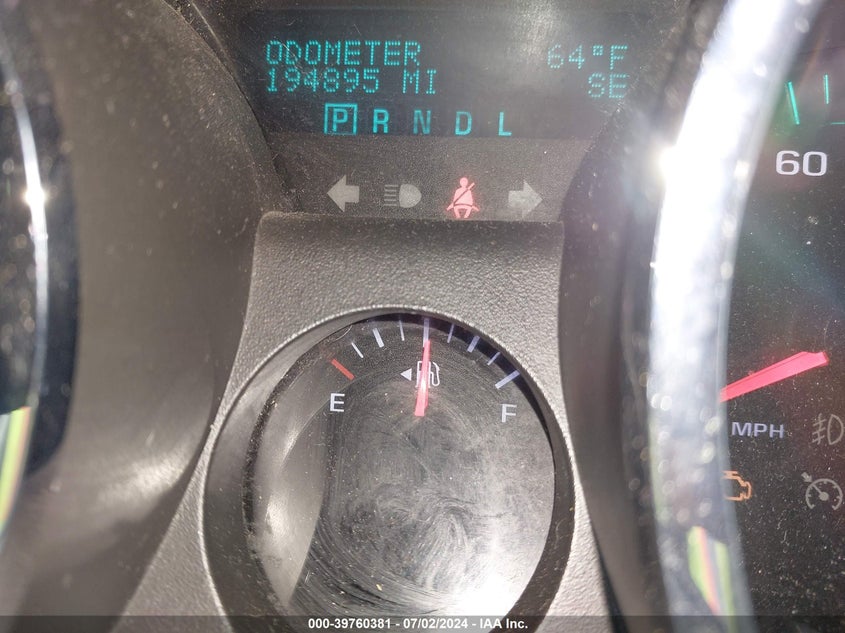 ODOMETER 64°F
194895 MI SE
P R N D L
60
E F
MPH
000-39760381 - 07/02/2024 - IAA Inc.